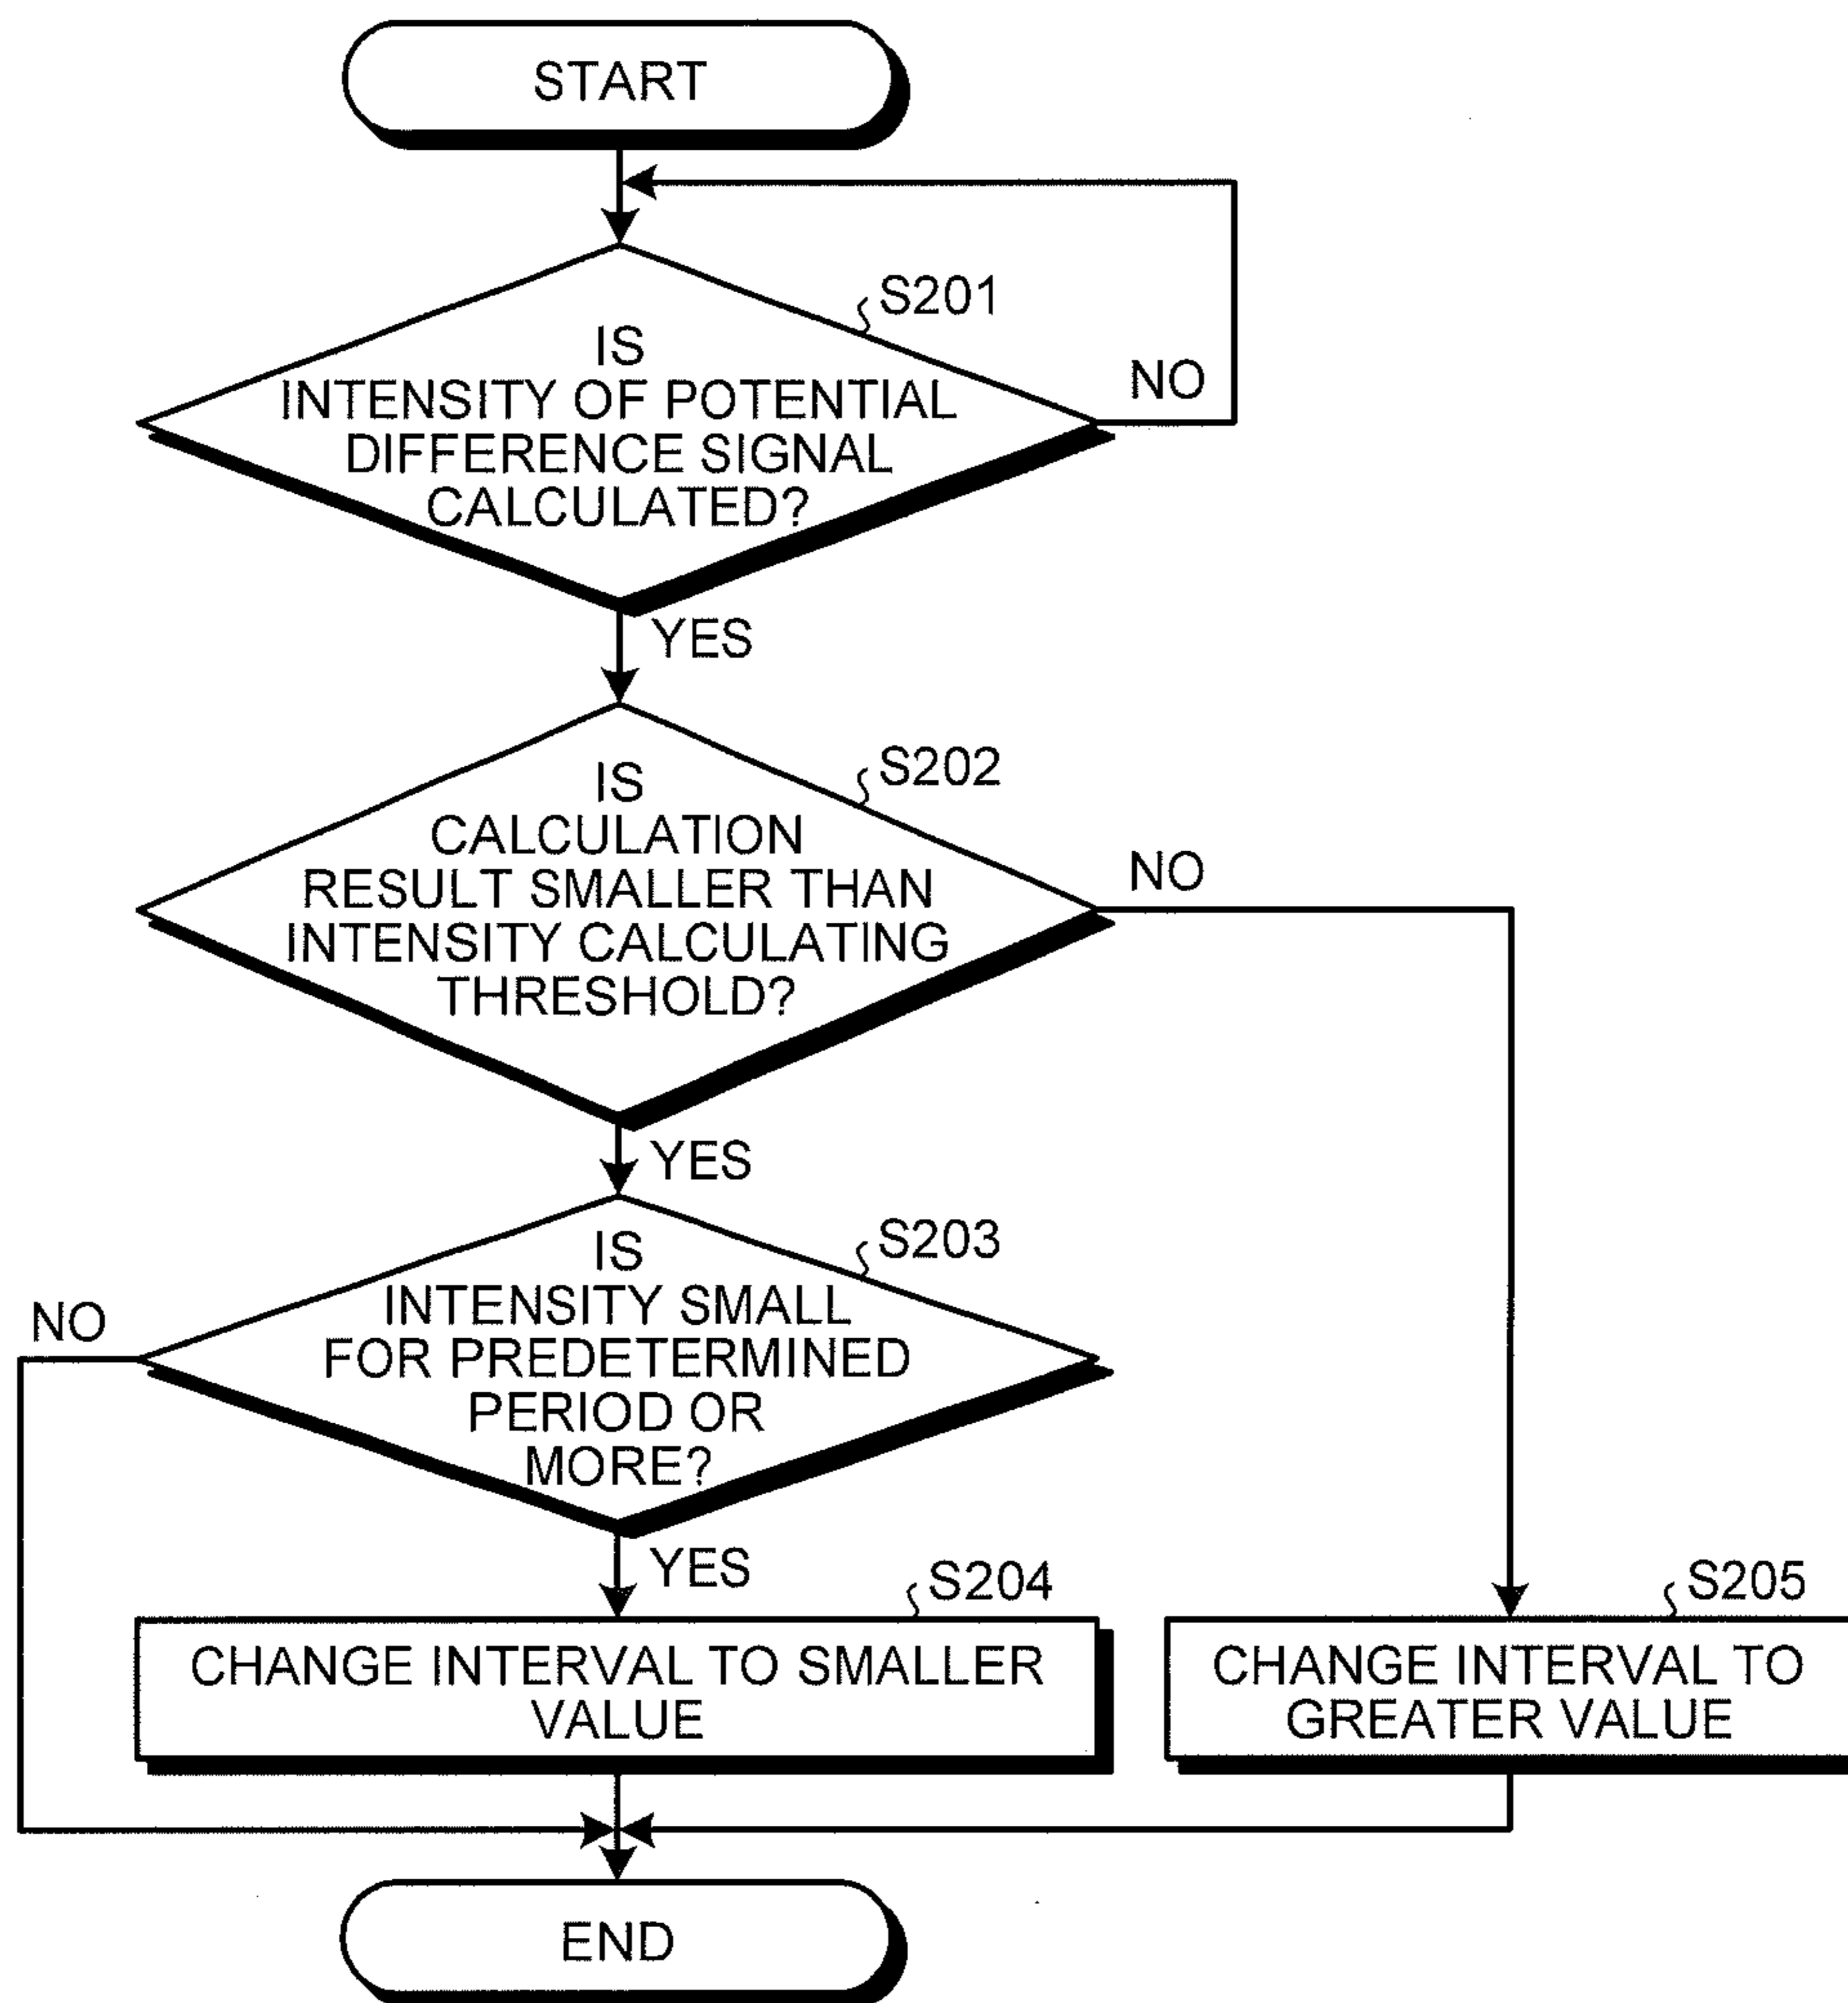 START
S201
IS
INTENSITY OF POTENTIAL
DIFFERENCE SIGNAL
CALCULATED?
NO
YES
S202
IS
CALCULATION
RESULT SMALLER THAN
INTENSITY CALCULATING
THRESHOLD?
NO
YES
S203
IS
INTENSITY SMALL
FOR PREDETERMINED
PERIOD OR
MORE?
NO
YES
S204
CHANGE INTERVAL TO SMALLER
VALUE
S205
CHANGE INTERVAL TO
GREATER VALUE
END